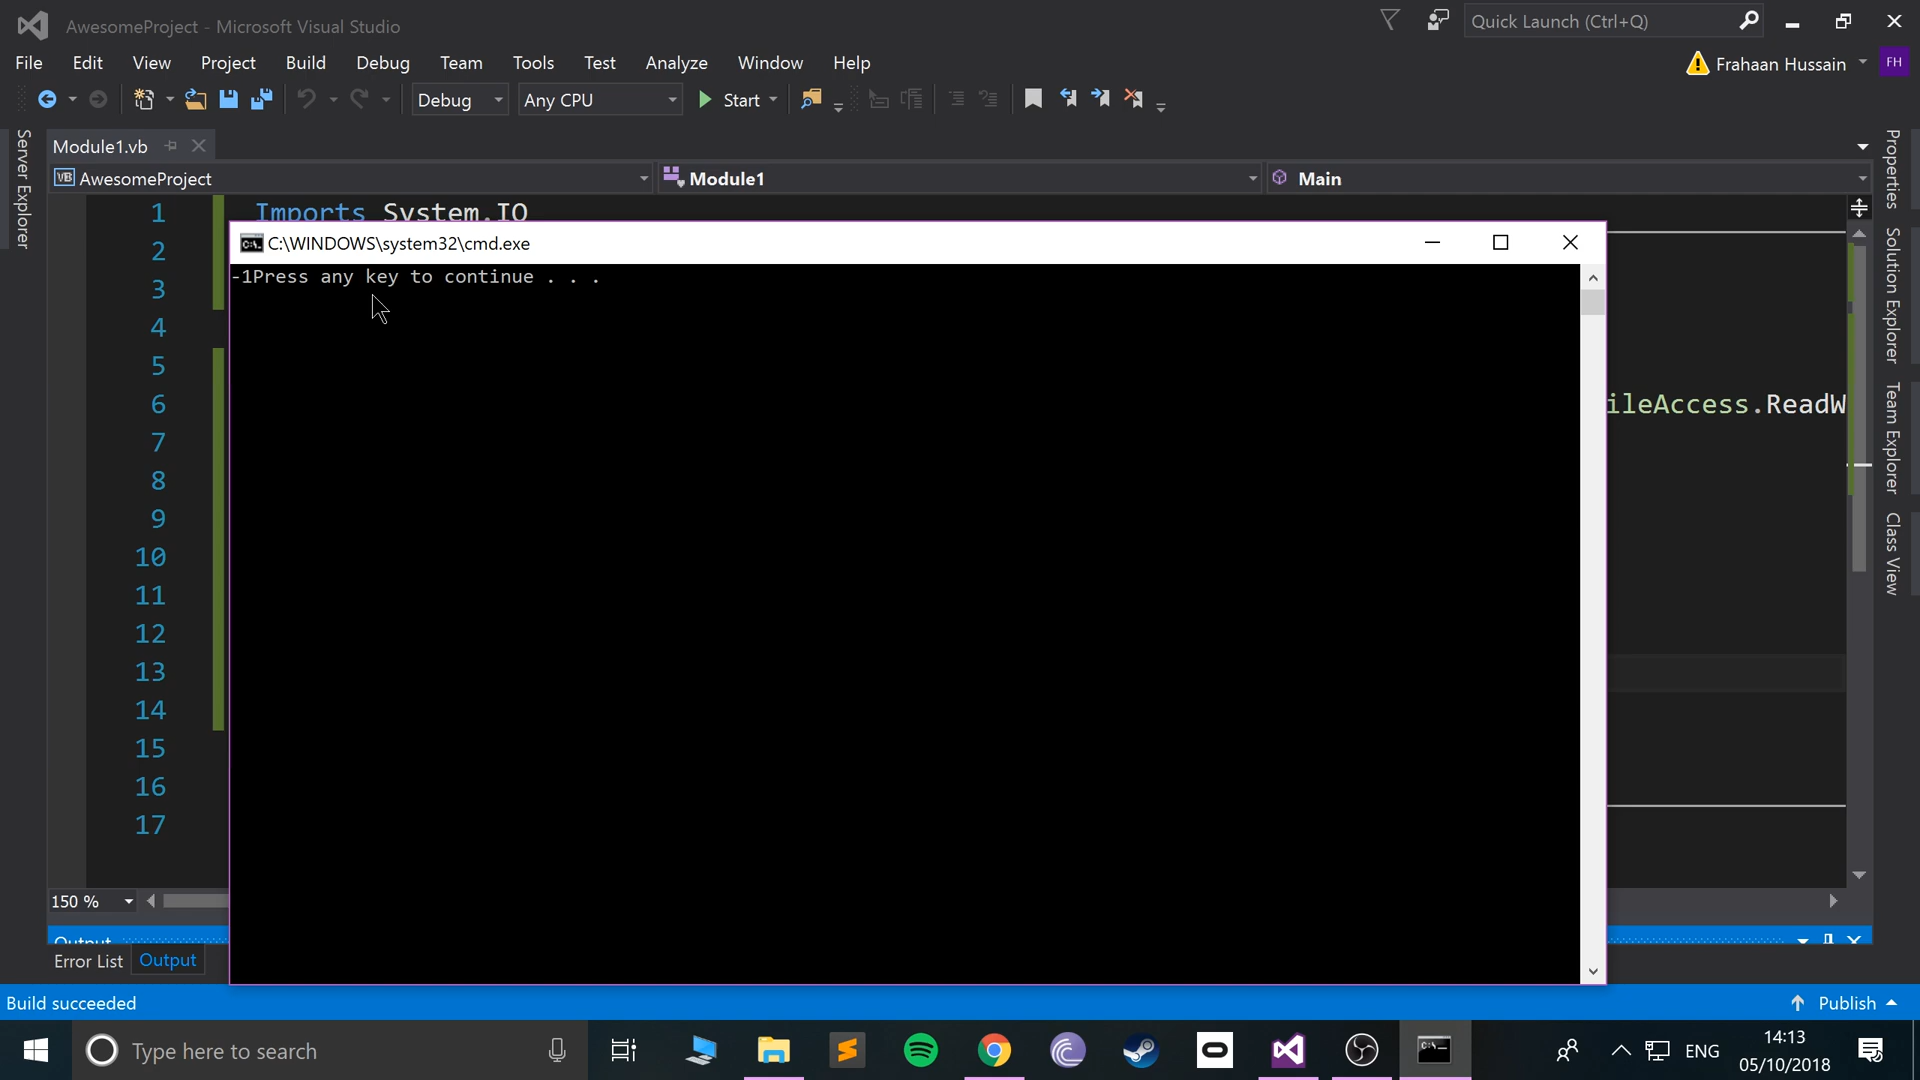 AwesomeProject - Microsoft Visual Studio
Quick Launch (Ctrl+Q)
File Edit View Project Build Debug Team Tools Test Analyze Window Help
Frahaan Hussain FH
Debug Any CPU Start
Module1.vb
AwesomeProject Module1 Main
VB
Server Explorer
Properties
Solution Explorer
Team Explorer
Class View
1 Imports System.IO
2
3
4
5
6 ileAccess.ReadW
7
8
9
10
11
12
13
14
15
16
17
C:\WINDOWS\system32\cmd.exe
-1Press any key to continue . . .
150 %
Output
Error List Output
Build succeeded
Publish
Type here to search
ENG
14:13
05/10/2018